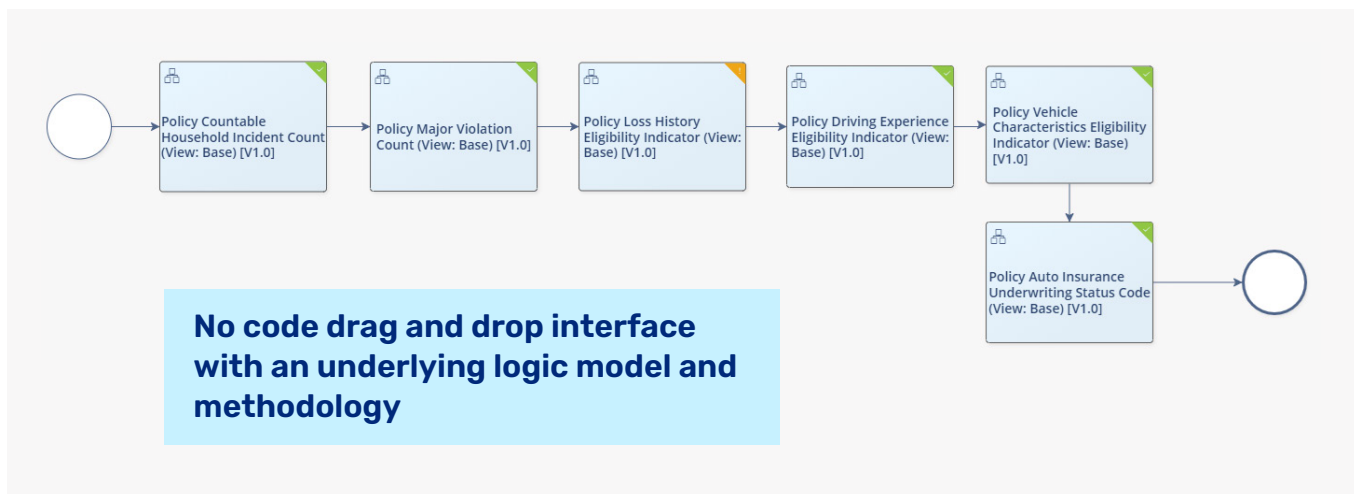 Policy Countable
Household Incident Count
(View: Base) [V1.0]
Policy Major Violation
Count (View: Base) [V1.0]
Policy Loss History
Eligibility Indicator (View:
Base) [V1.0]
Policy Driving Experience
Eligibility Indicator (View:
Base) [V1.0]
Policy Vehicle
Characteristics Eligibility
Indicator (View: Base)
[V1.0]
Policy Auto Insurance
Underwriting Status Code
(View: Base) [V1.0]
No code drag and drop interface
with an underlying logic model and
methodology